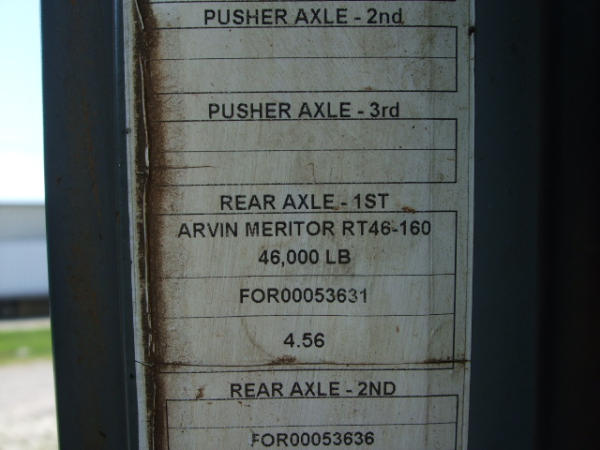 PUSHER AXLE - 2nd
PUSHER AXLE - 3rd
REAR AXLE - 1ST
ARVIN MERITOR RT46-160
46,000 LB
FOR00053631
4.56
REAR AXLE - 2ND
FOR00053636